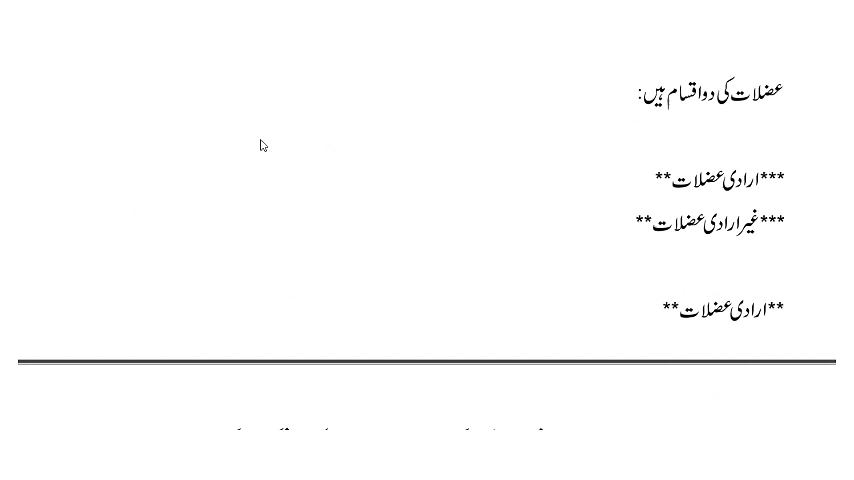 عضلات کی دو اقسام ہیں:
***ارادی عضلات**
***غیر ارادی عضلات**
**ارادی عضلات**